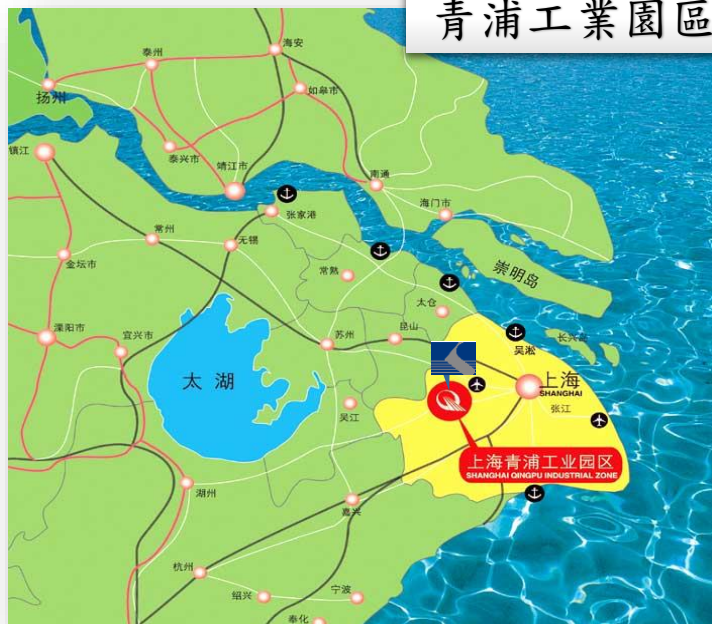 青浦工業園區
海安
泰州
如皋市
扬州
泰兴市
镇江
靖江市
南通
海门市
张家港
常州
无锡
金坛市
崇明岛
常熟
太仓
溧阳市
昆山
宜兴市
苏州
吴淞
长兴岛
太湖
上海
SHANGHAI
吴江
张江
上海青浦工业园区
SHANGHAI QINGPU INDUSTRIAL ZONE
湖州
嘉兴
杭州
绍兴
宁波
奉化